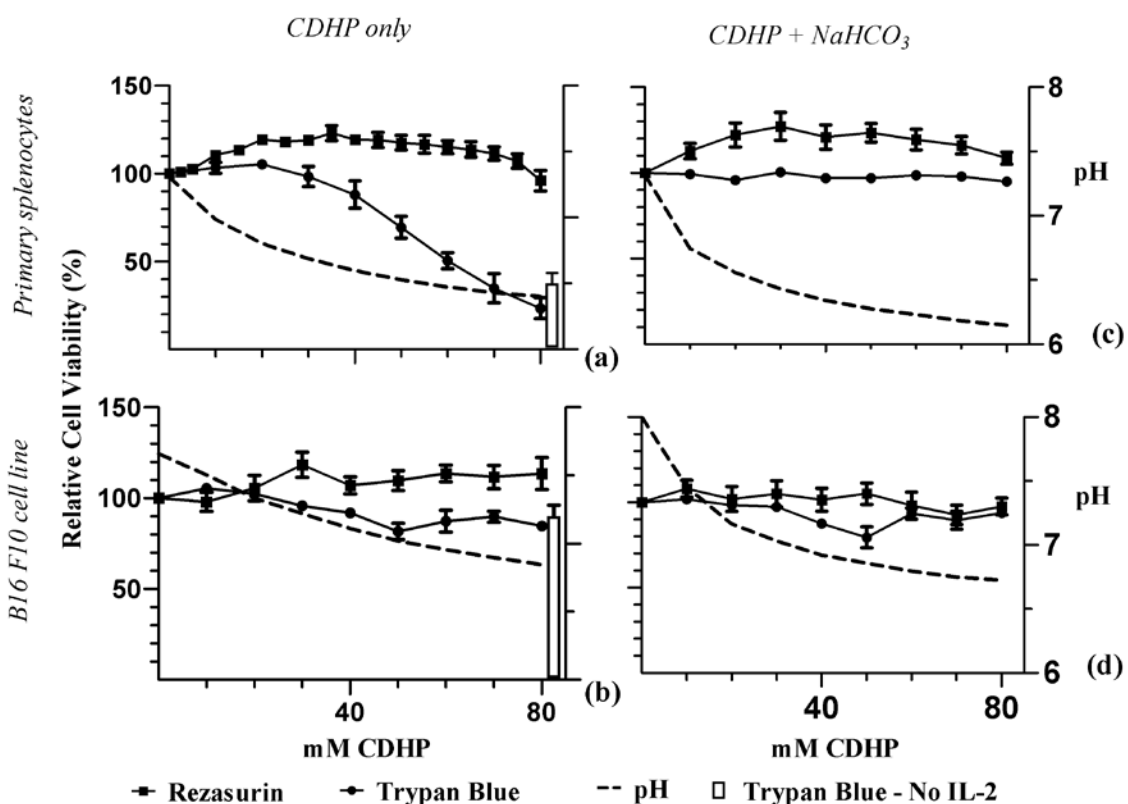 CDHP only
CDHP + NaHCO3
Primary splenocytes
B16 F10 cell line
Relative Cell Viability (%)
150
100
50
(a)
8
pH
7
6
(c)
150
100
50
(b)
40
80
mM CDHP
8
pH
7
6
(d)
40
80
mM CDHP
Rezasurin
Trypan Blue
pH
Trypan Blue - No IL-2